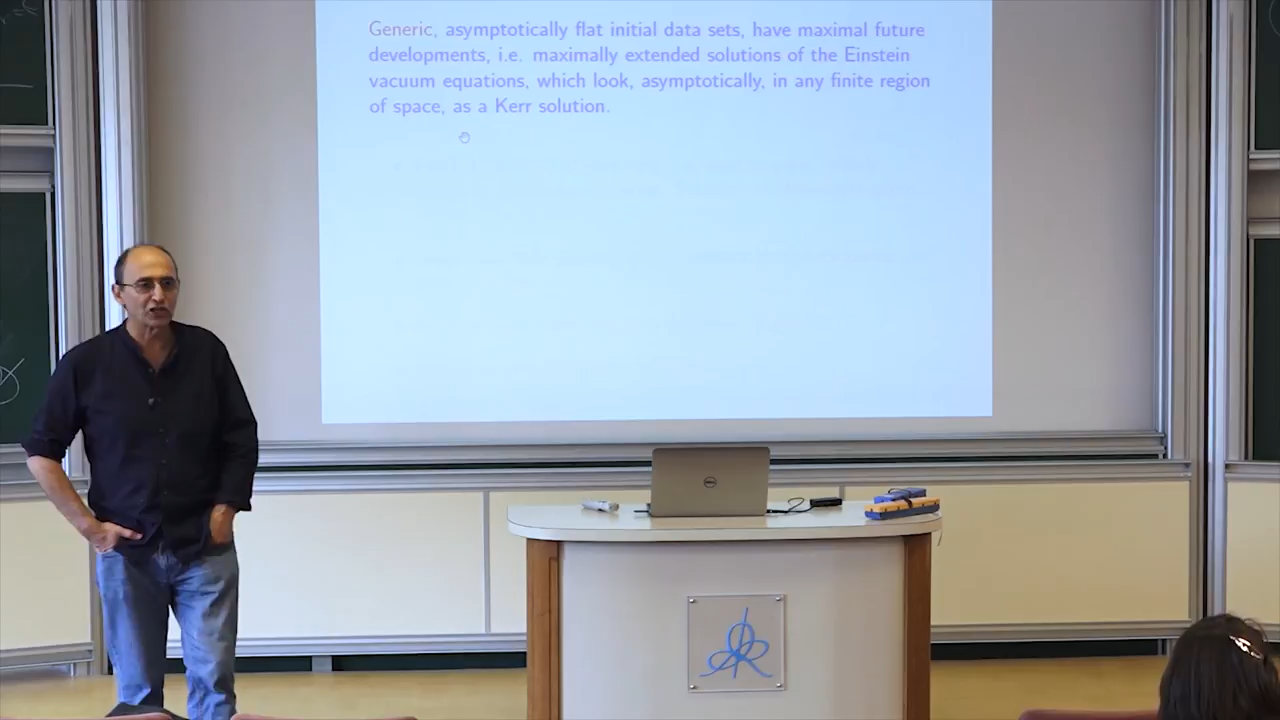 Generic, asymptotically flat initial data sets, have maximal future
developments, i.e. maximally extended solutions of the Einstein
vacuum equations, which look, asymptotically, in any finite region
of space, as a Kerr solution.
DELL